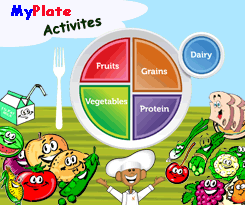 MyPlate
Activites
Fruits
Grains
Dairy
Vegetables
Protein